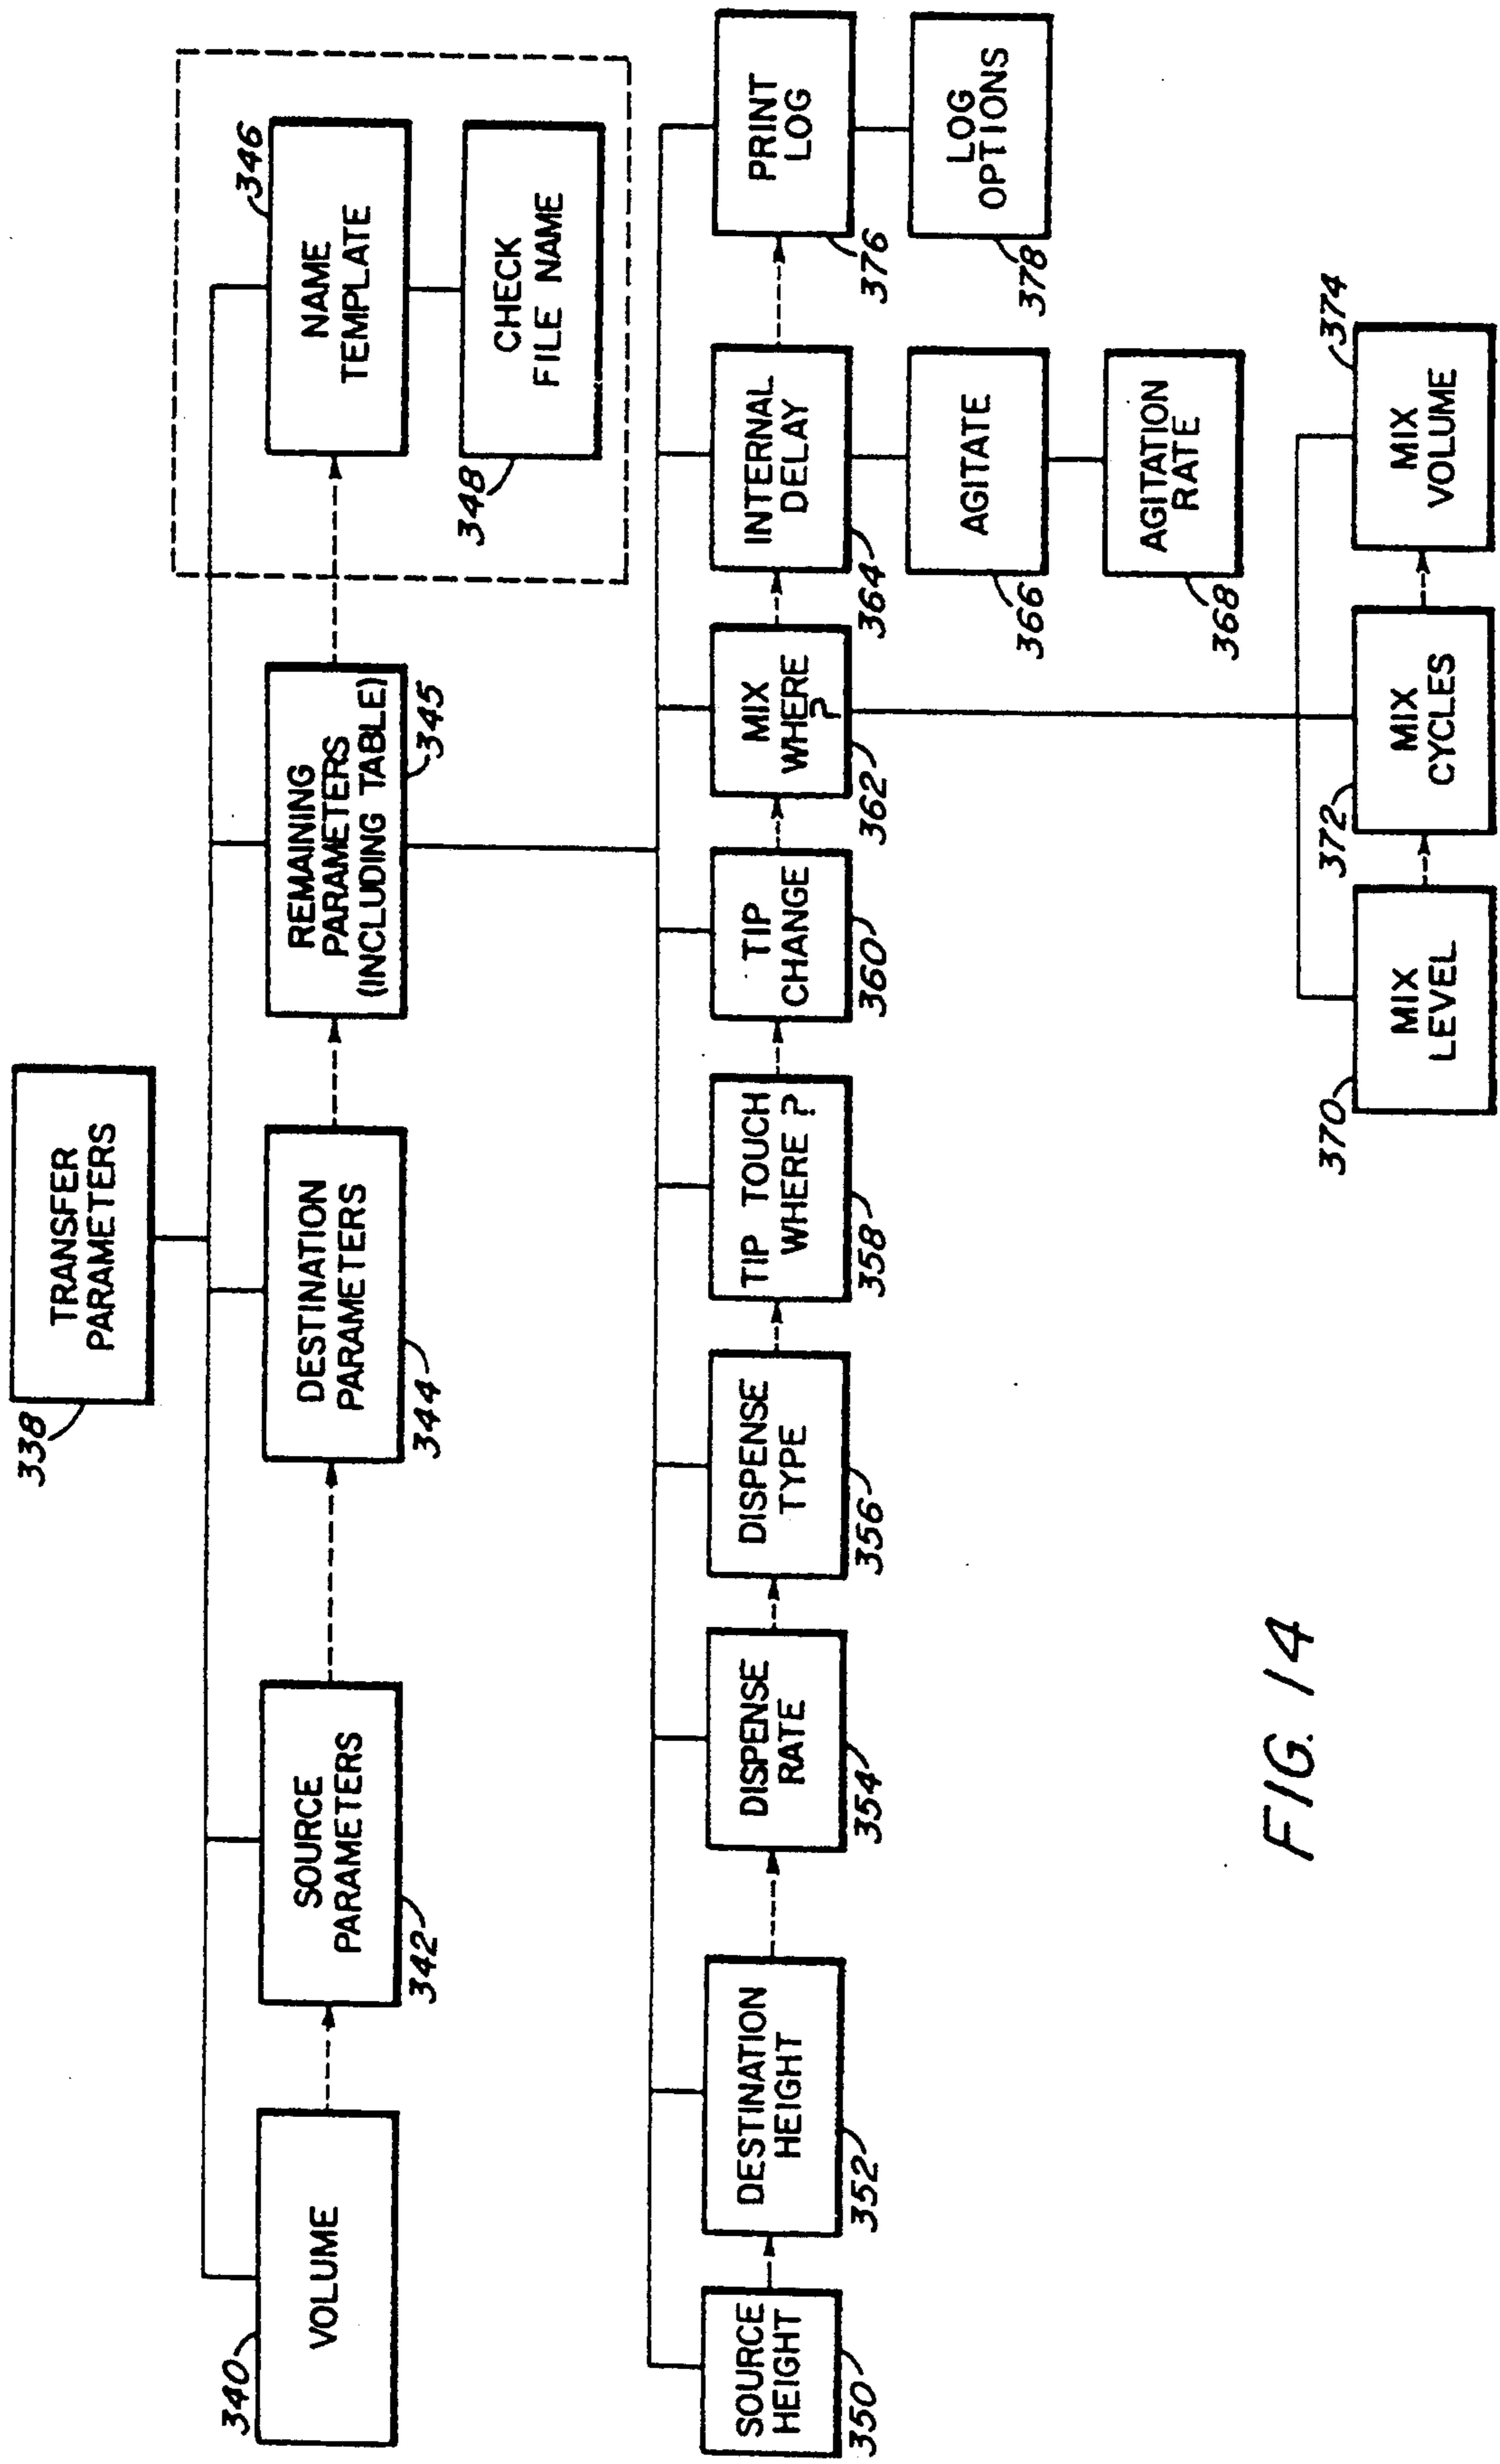 338
TRANSFER
PARAMETERS
340
VOLUME
342
SOURCE
PARAMETERS
344
DESTINATION
PARAMETERS
345
REMAINING
PARAMETERS
(INCLUDING TABLE)
346
NAME
TEMPLATE
348
CHECK
FILE NAME
350
SOURCE
HEIGHT
352
DESTINATION
HEIGHT
354
DISPENSE
RATE
356
DISPENSE
TYPE
358
TIP TOUCH
WHERE ?
360
TIP
CHANGE
362
MIX
WHERE
?
364
INTERNAL
DELAY
376
PRINT
LOG
366
AGITATE
378
LOG
OPTIONS
368
AGITATION
RATE
370
MIX
LEVEL
372
MIX
CYCLES
374
MIX
VOLUME
FIG. 14